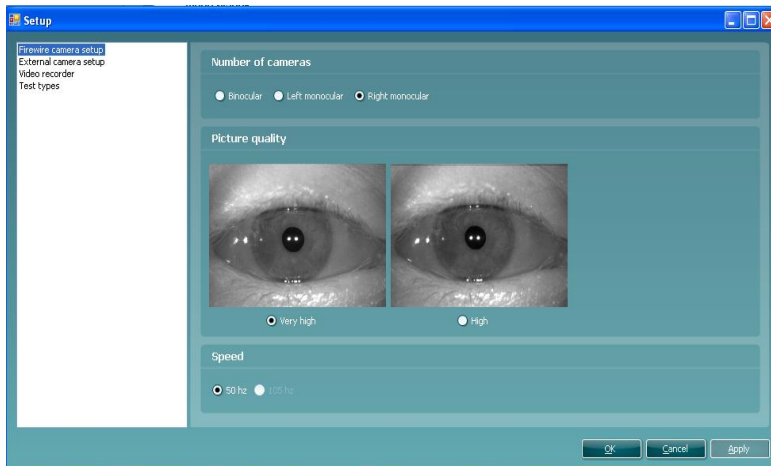 Setup
Firewire camera setup
External camera setup
Video recorder
Test types
Number of cameras
Binocular Left monocular Right monocular
Picture quality
Very high High
Speed
50 hz 105 hz
OK Cancel Apply